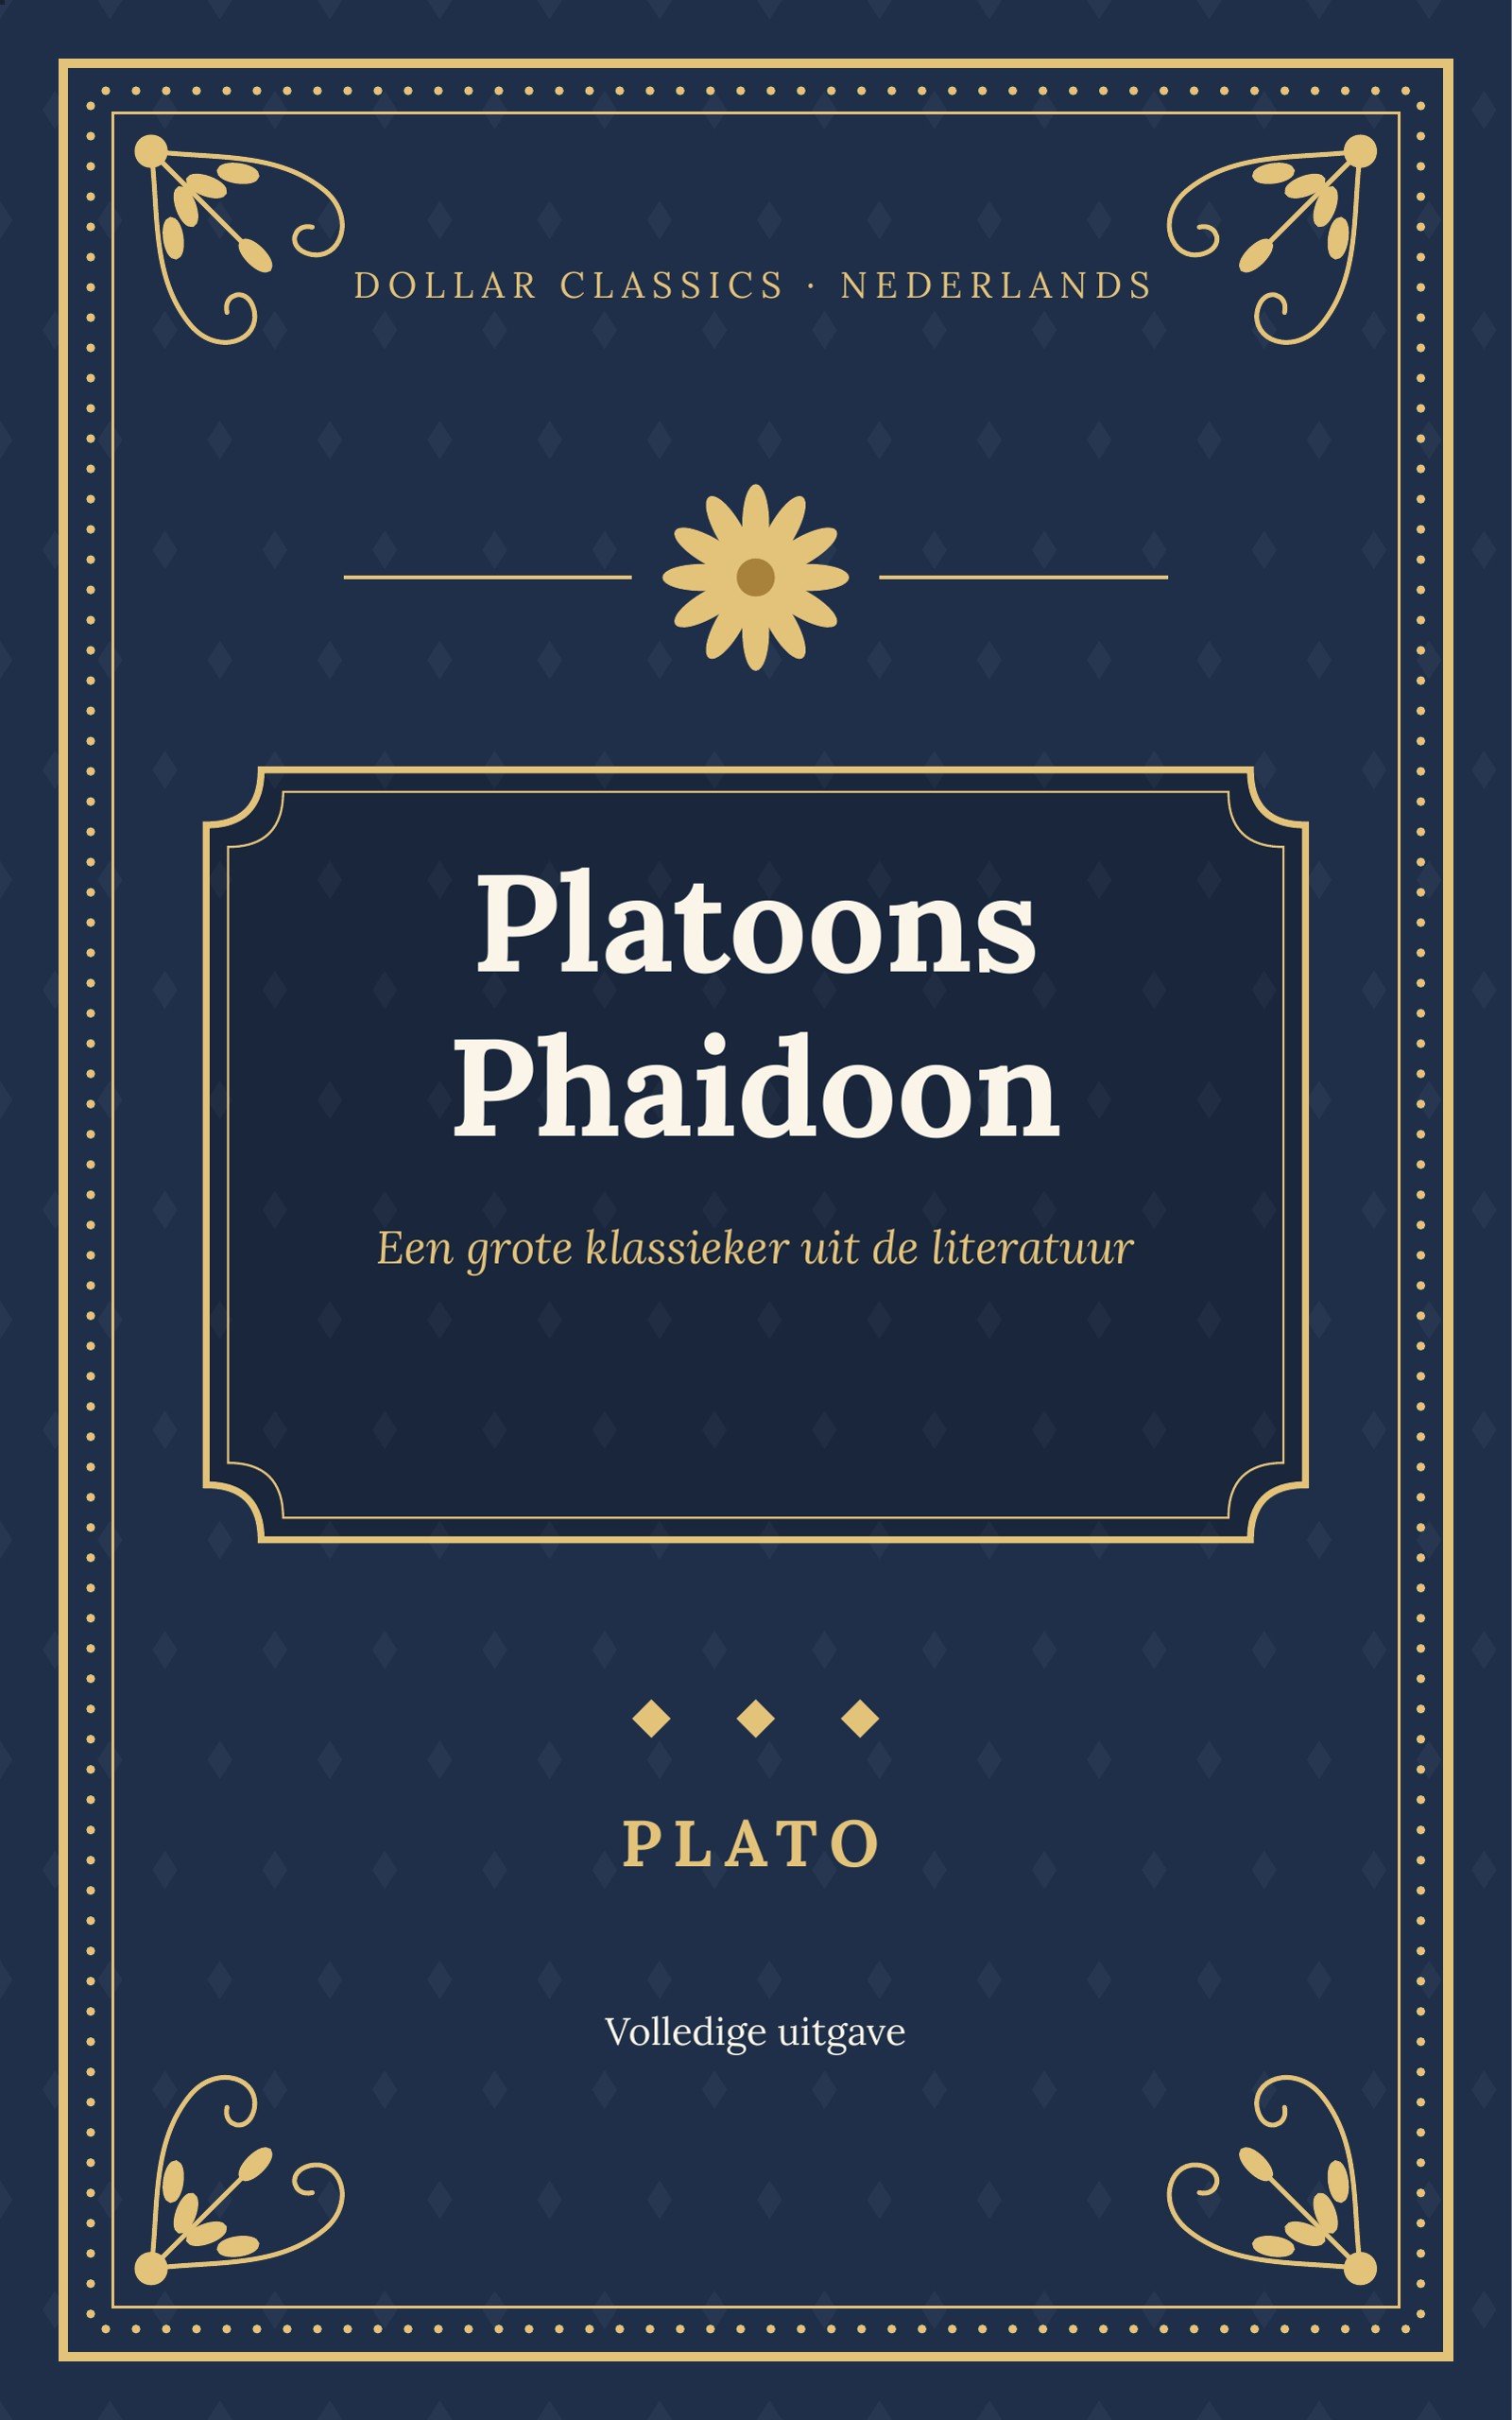 DOLLAR CLASSICS · NEDERLANDS
Platoons
Phaidoon
Een grote klassieker uit de literatuur
PLATO
Volledige uitgave